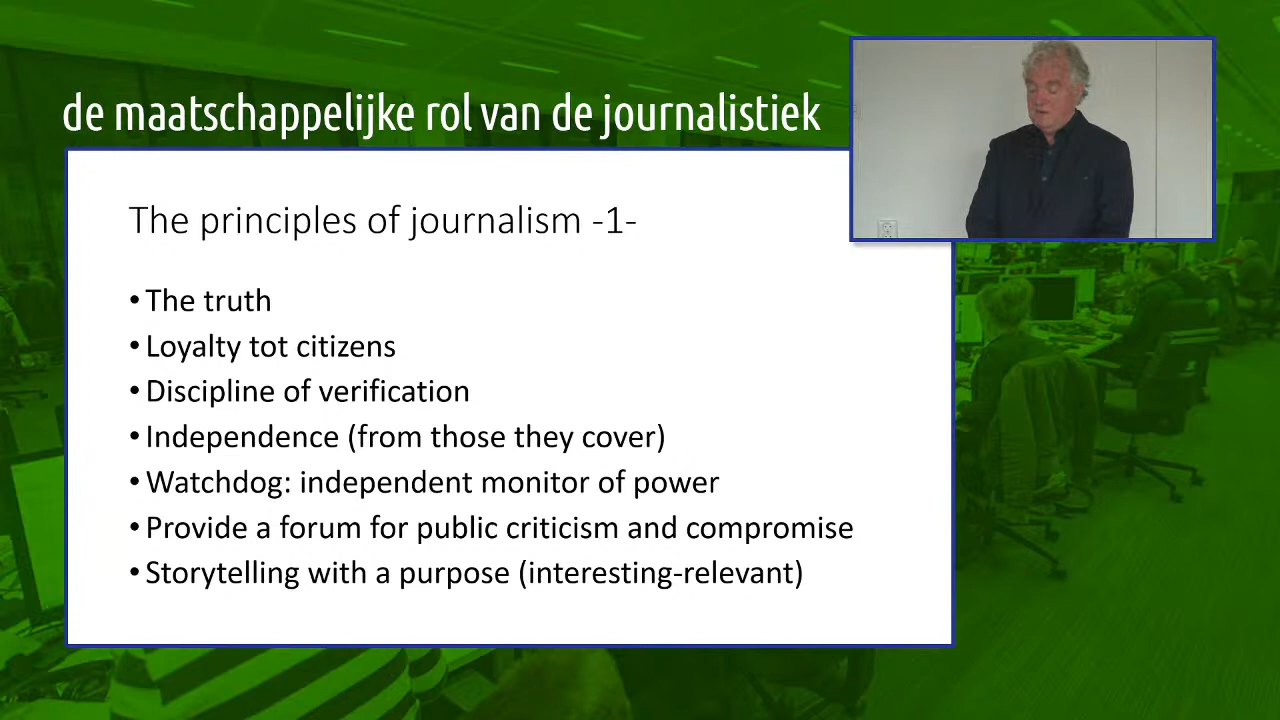 de maatschappelijke rol van de journalistiek
The principles of journalism -1-
• The truth
• Loyalty tot citizens
• Discipline of verification
• Independence (from those they cover)
• Watchdog: independent monitor of power
• Provide a forum for public criticism and compromise
• Storytelling with a purpose (interesting-relevant)